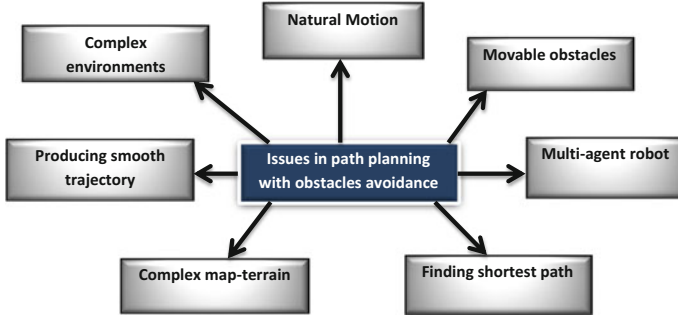 Natural Motion
Complex
environments
Movable obstacles
Producing smooth
trajectory
Issues in path planning
with obstacles avoidance
Multi-agent robot
Complex map-terrain
Finding shortest path